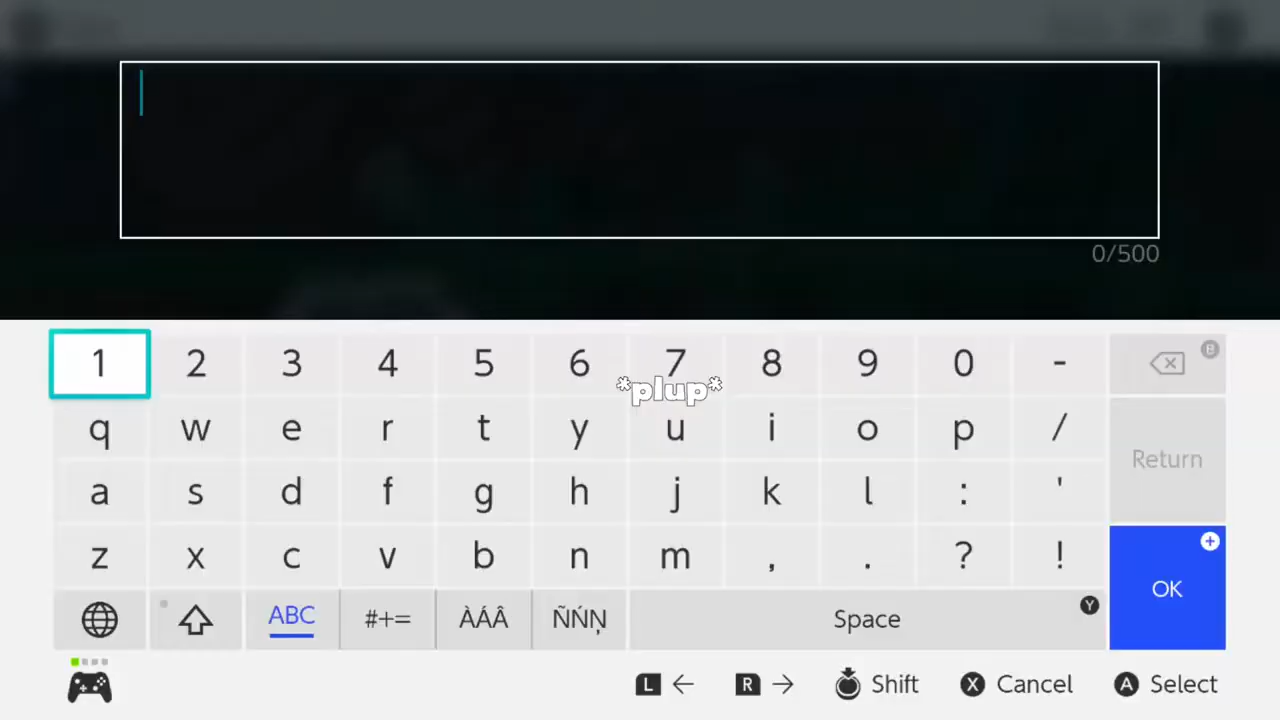 0/500
1 2 3 4 5 6 7 8 9 0 - B
*plup*
q w e r t y u i o p /
Return
a s d f g h j k l : '
z x c v b n m , . ? !
OK
ABC #+= ÀÁÂ ÑŃŅ Space Y
L ← R → Shift X Cancel A Select